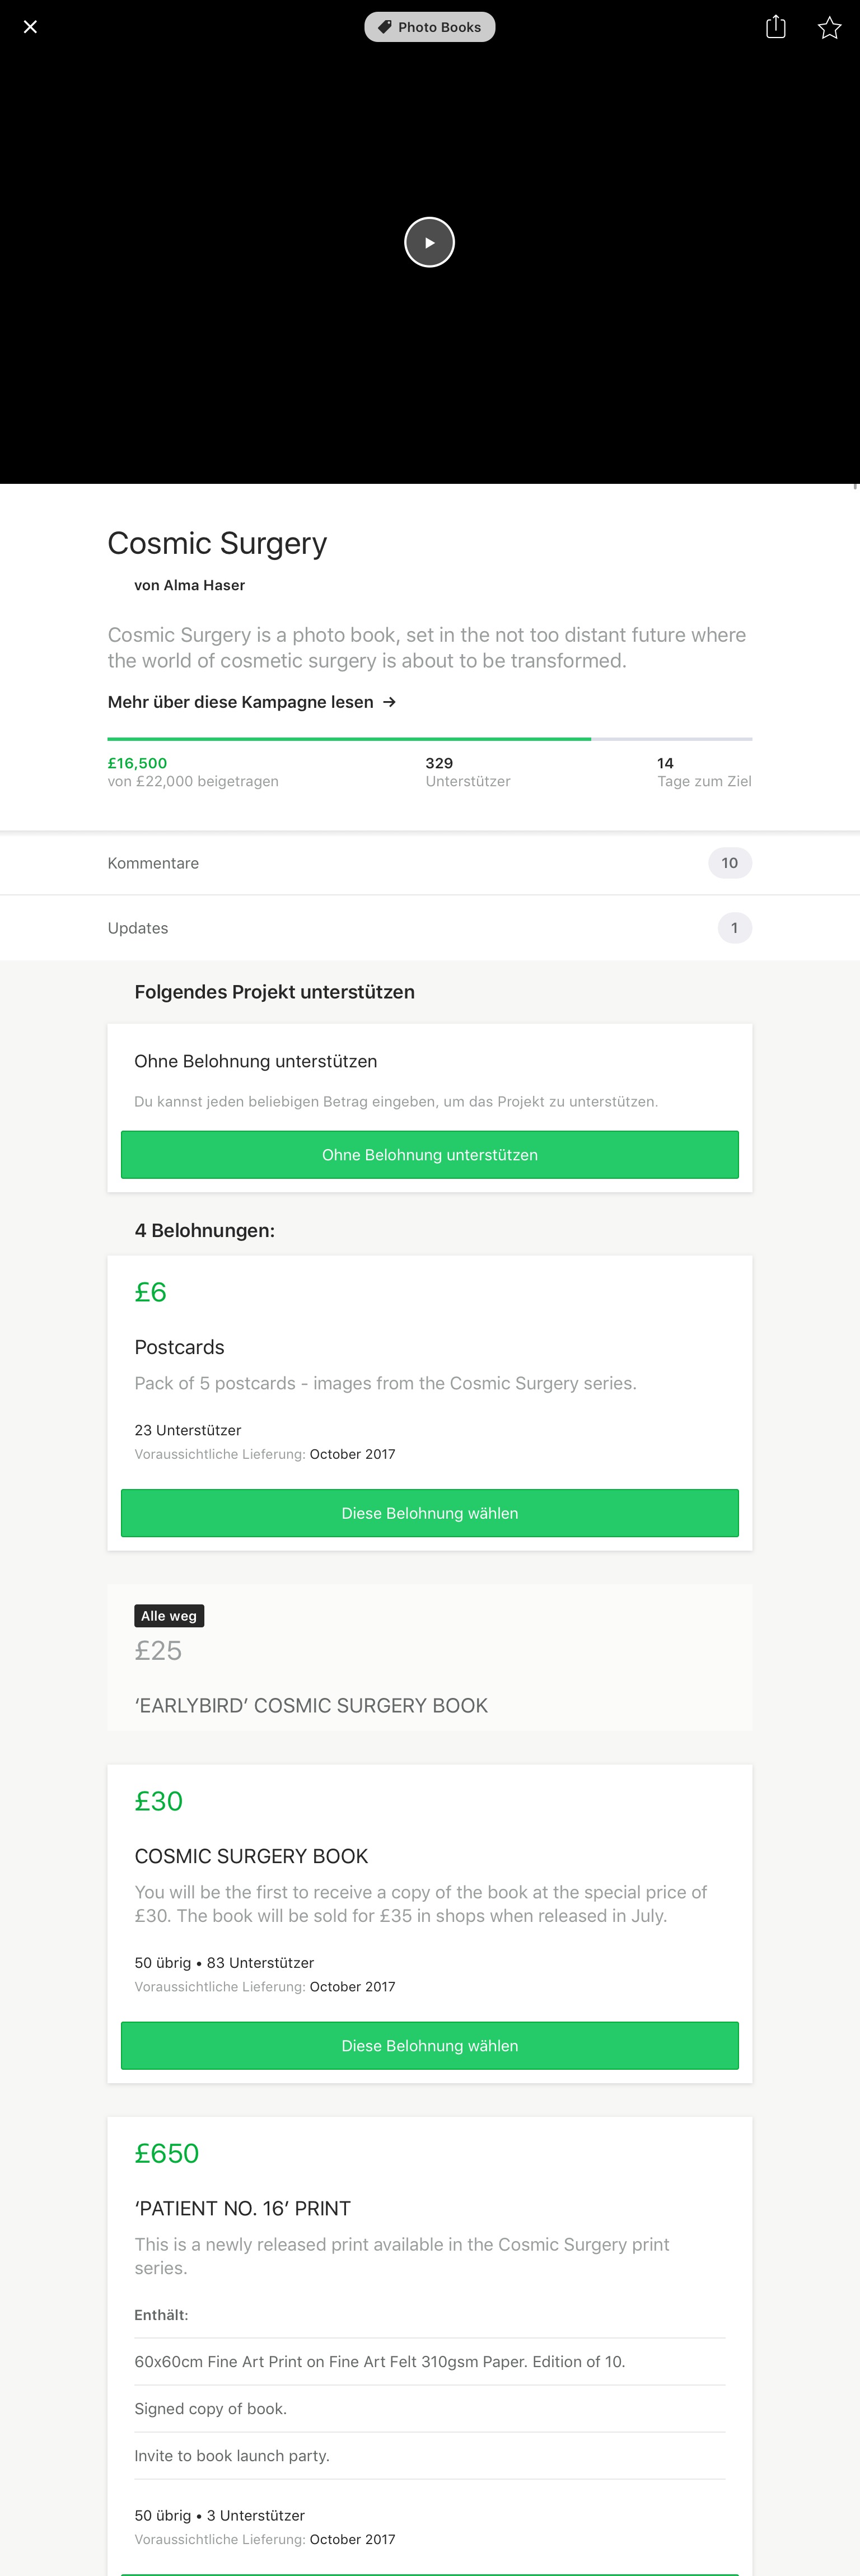 Photo Books
Cosmic Surgery
von Alma Haser
Cosmic Surgery is a photo book, set in the not too distant future where
the world of cosmetic surgery is about to be transformed.
Mehr über diese Kampagne lesen →
£16,500
von £22,000 beigetragen
329
Unterstützer
14
Tage zum Ziel
Kommentare
10
Updates
1
Folgendes Projekt unterstützen
Ohne Belohnung unterstützen
Du kannst jeden beliebigen Betrag eingeben, um das Projekt zu unterstützen.
Ohne Belohnung unterstützen
4 Belohnungen:
£6
Postcards
Pack of 5 postcards - images from the Cosmic Surgery series.
23 Unterstützer
Voraussichtliche Lieferung: October 2017
Diese Belohnung wählen
Alle weg
£25
‘EARLYBIRD’ COSMIC SURGERY BOOK
£30
COSMIC SURGERY BOOK
You will be the first to receive a copy of the book at the special price of
£30. The book will be sold for £35 in shops when released in July.
50 übrig • 83 Unterstützer
Voraussichtliche Lieferung: October 2017
Diese Belohnung wählen
£650
‘PATIENT NO. 16’ PRINT
This is a newly released print available in the Cosmic Surgery print
series.
Enthält:
60x60cm Fine Art Print on Fine Art Felt 310gsm Paper. Edition of 10.
Signed copy of book.
Invite to book launch party.
50 übrig • 3 Unterstützer
Voraussichtliche Lieferung: October 2017